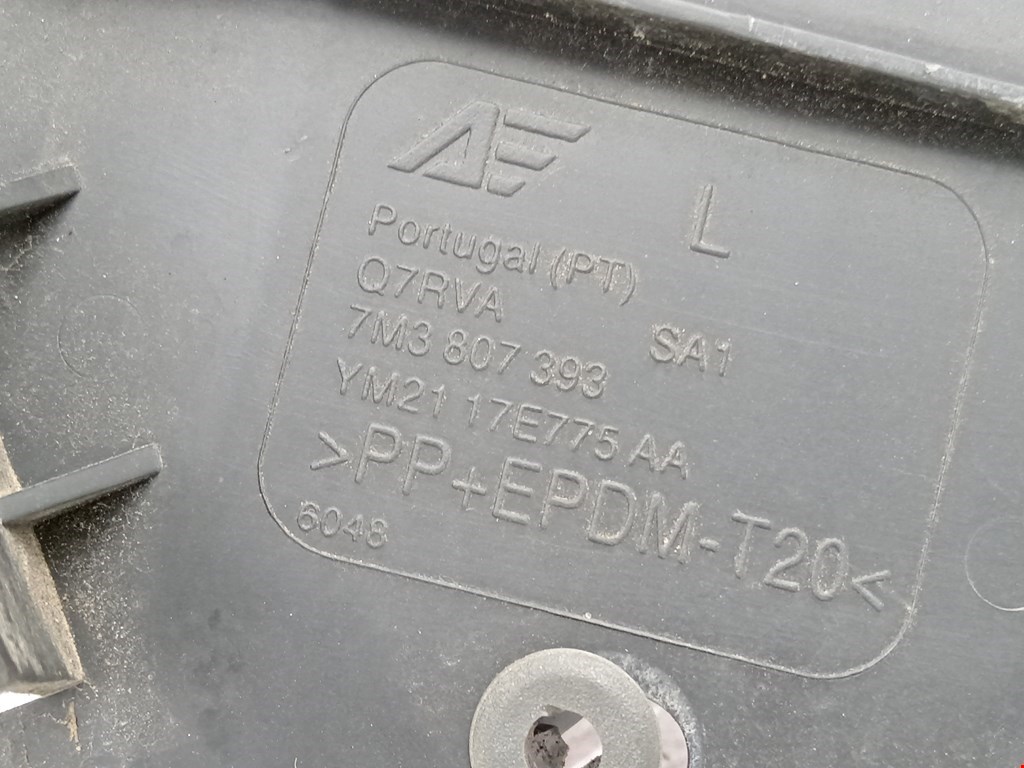 AE
L
Portugal (PT)
Q7RVA
SA1
7M3 807 393
YM21 17E775 AA
>PP+EPDM-T20<
6048